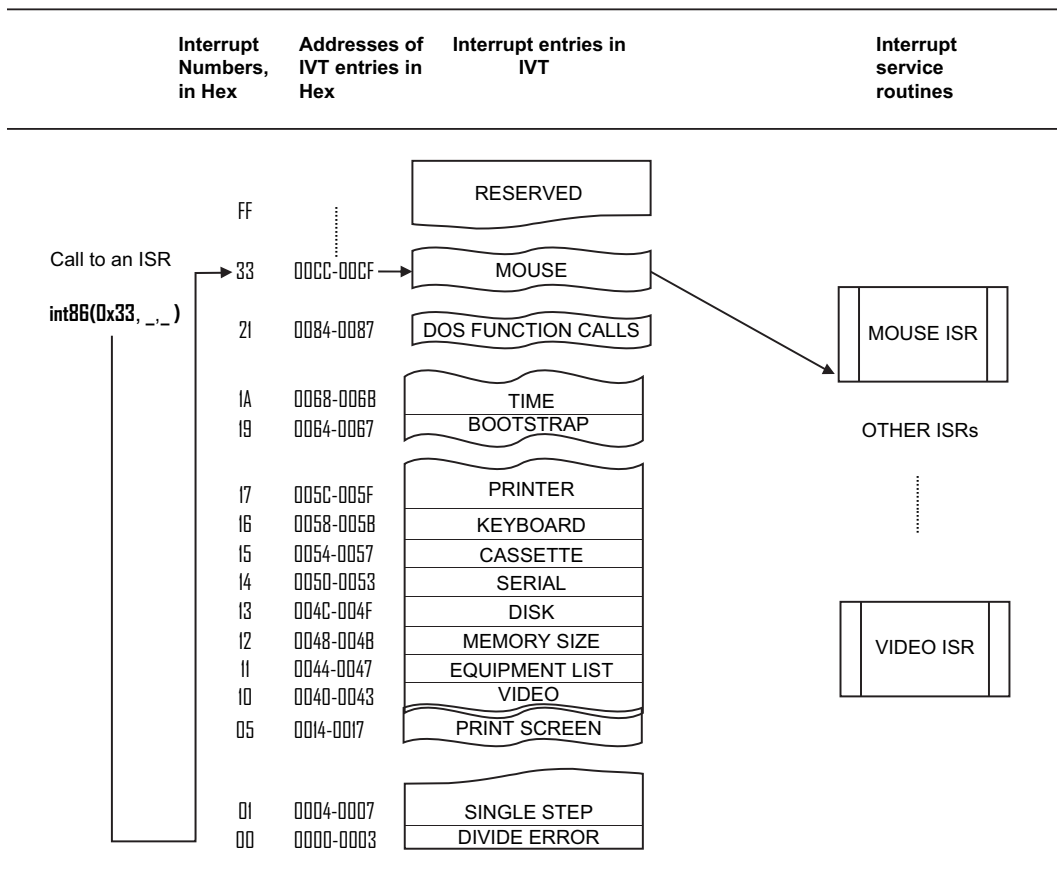 Interrupt Numbers, in Hex
Addresses of IVT entries in Hex
Interrupt entries in IVT
Interrupt service routines
RESERVED
FF
Call to an ISR
33 00CC-00CF MOUSE
int86(0x33, _,_ )
21 0084-0087 DOS FUNCTION CALLS
MOUSE ISR
1A 0068-006B TIME
19 0064-0067 BOOTSTRAP
OTHER ISRs
17 005C-005F PRINTER
16 0058-005B KEYBOARD
15 0054-0057 CASSETTE
14 0050-0053 SERIAL
13 004C-004F DISK
12 0048-004B MEMORY SIZE
VIDEO ISR
11 0044-0047 EQUIPMENT LIST
10 0040-0043 VIDEO
05 0014-0017 PRINT SCREEN
01 0004-0007 SINGLE STEP
00 0000-0003 DIVIDE ERROR